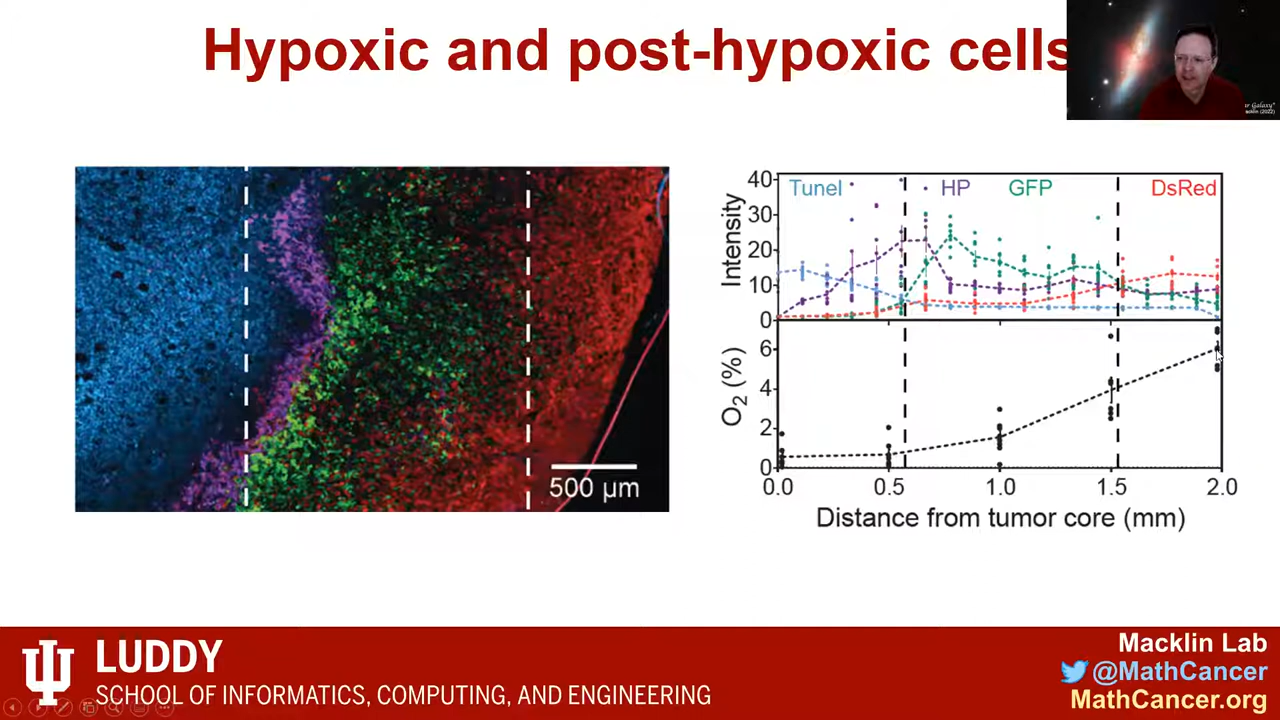 Hypoxic and post-hypoxic cells
Galaxy"
(2022)
500 µm
Tunel
HP
GFP
DsRed
Intensity
40
30
20
10
0
O2 (%)
6
4
2
0
0.0
0.5
1.0
1.5
2.0
Distance from tumor core (mm)
LUDDY
SCHOOL OF INFORMATICS, COMPUTING, AND ENGINEERING
Macklin Lab
@MathCancer
MathCancer.org